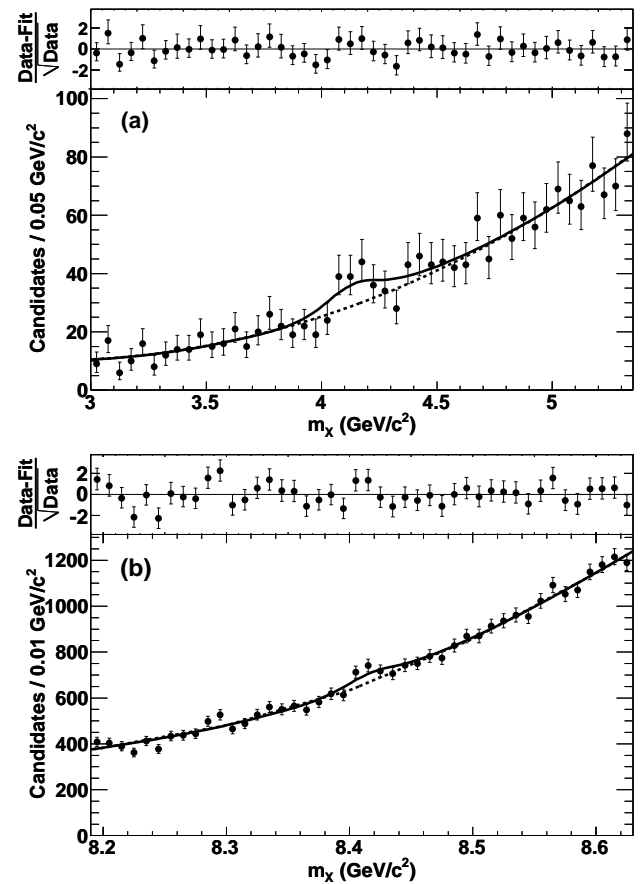 Data-Fit
√Data
2
0
-2
100
80
60
40
20
0
(a)
Candidates / 0.05 GeV/c²
3 3.5 4 4.5 5
mX (GeV/c²)
Data-Fit
√Data
2
0
-2
1200
1000
800
600
400
200
0
(b)
Candidates / 0.01 GeV/c²
8.2 8.3 8.4 8.5 8.6
mX (GeV/c²)